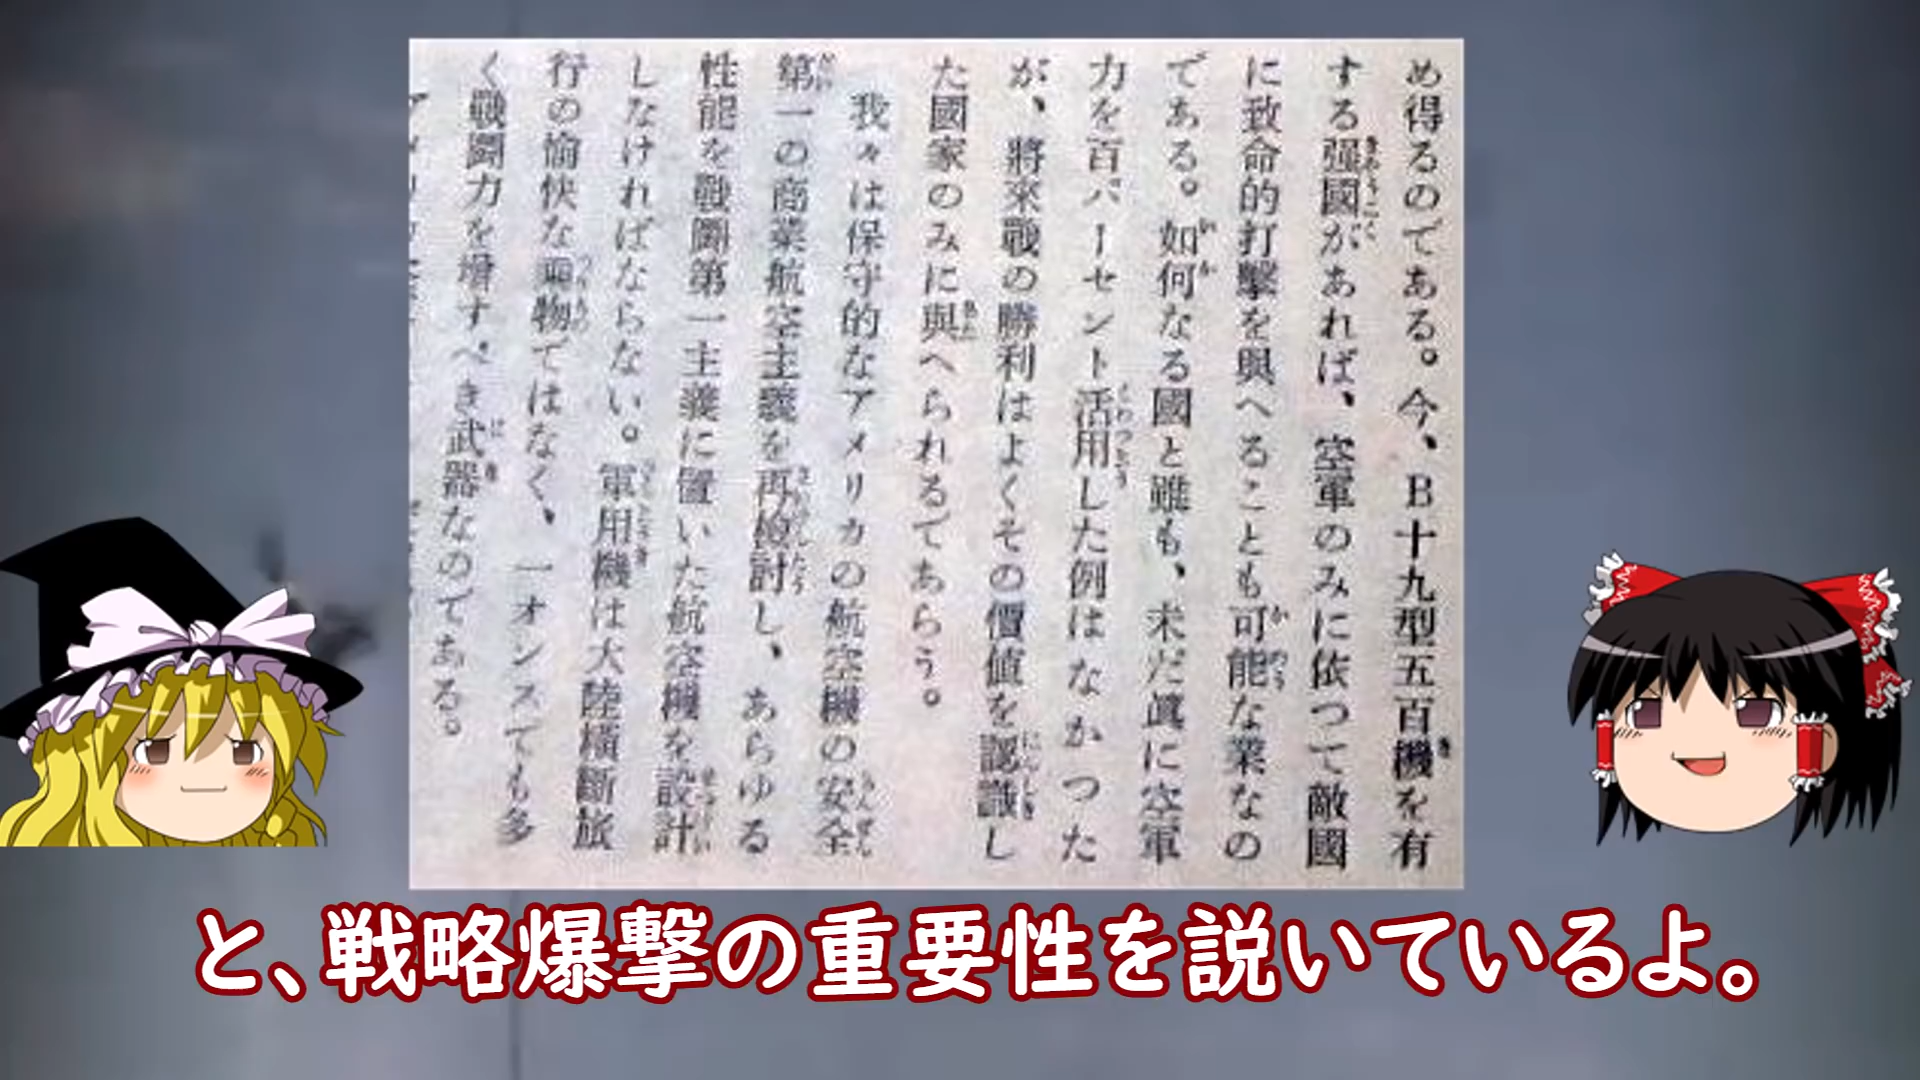 め得るのである。今、B十九型五百機を有
する强國があれば、空軍のみに依つて敵國
に致命的打擊を與へることも可能な業なの
である。如何なる國と雖も、未だ眞に空軍
力を百パーセント活用した例はなかつた
が、將來戰の勝利はよくその價値を認識し
た國家のみに與へられるであらう。
我々は保守的なアメリカの航空機の安全
第一の商業航空主義を再檢討し、あらゆる
性能を戰鬪第一主義に置いた航空機を設計
しなければならない。軍用機は大陸橫斷旅
行の愉快な乘物ではなく、一オンスでも多
く戰鬪力を增すべき武器なのである。
と、戦略爆撃の重要性を説いているよ。